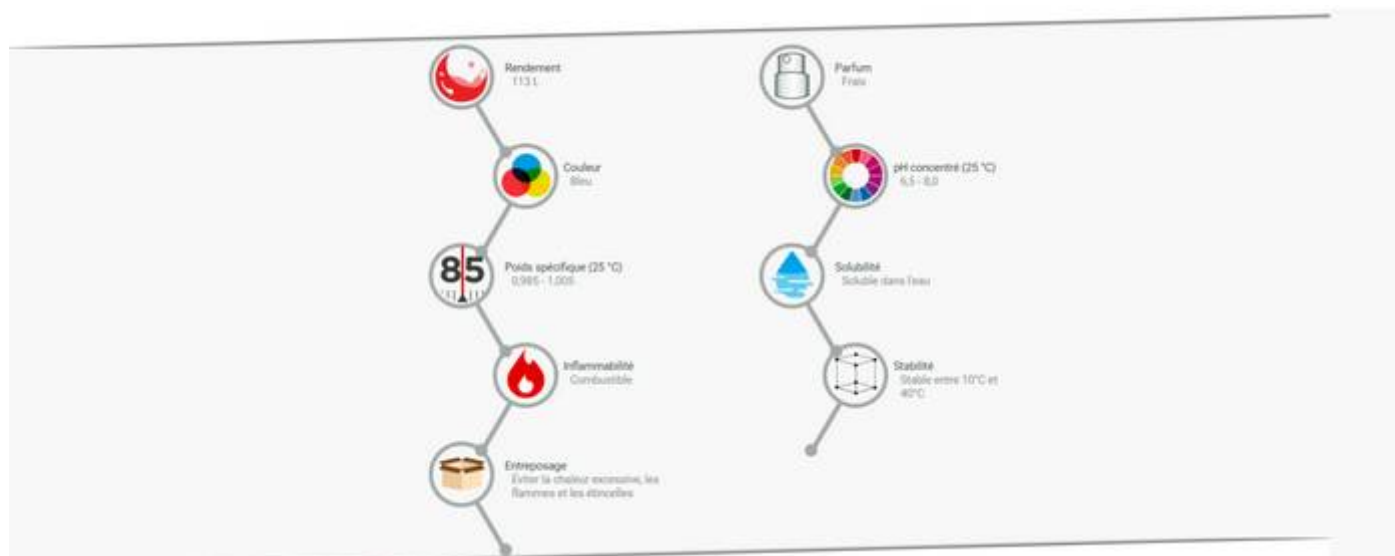 Rendement
113 L
Couleur
Bleu
85
Poids spécifique (25 °C)
0,985 - 1,005
Inflammabilité
Combustible
Entreposage
Éviter la chaleur excessive, les
flammes et les étincelles
Parfum
Frais
pH concentré (25 °C)
6,5 - 8,0
Solubilité
Soluble dans l'eau
Stabilité
Stable entre 10°C et
40°C